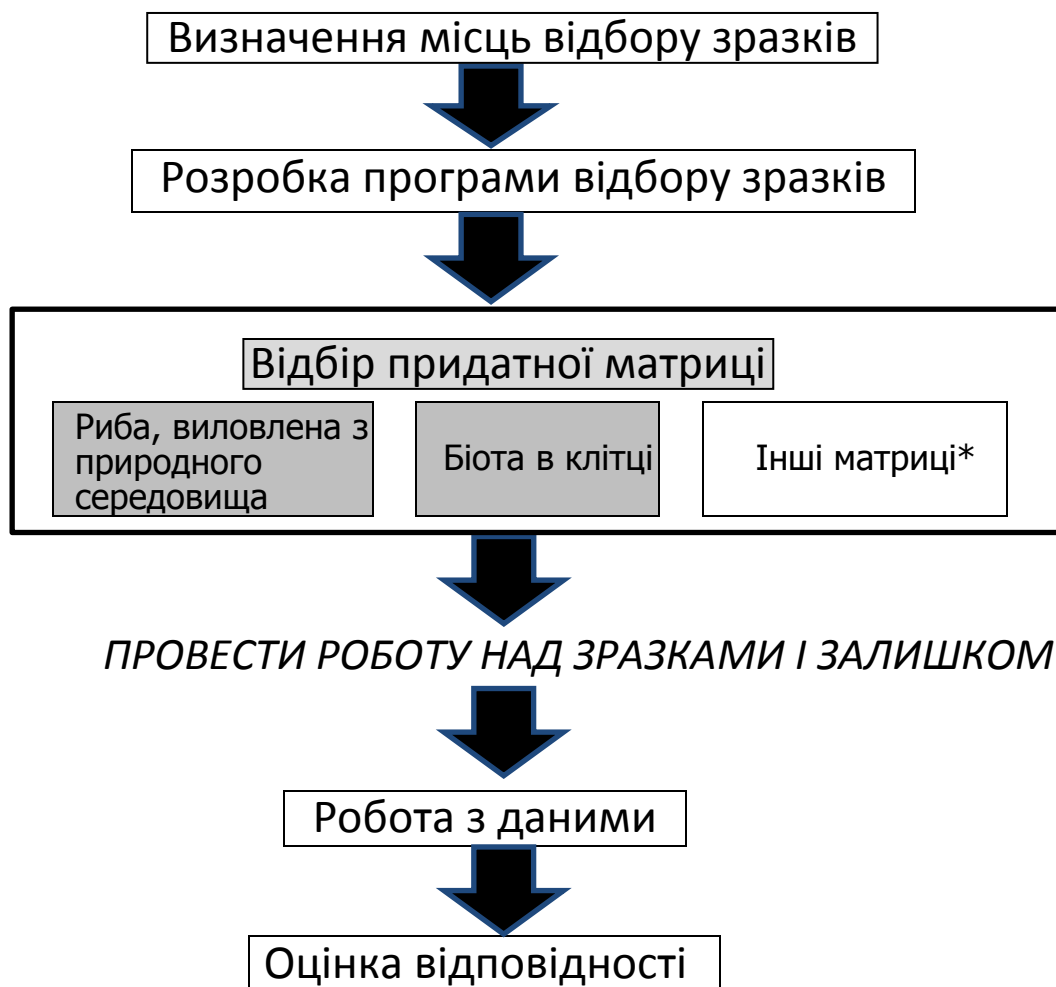 Визначення місць відбору зразків
Розробка програми відбору зразків
Відбір придатної матриці
Риба, виловлена з
природного
середовища
Біота в клітці
Інші матриці*
ПРОВЕСТИ РОБОТУ НАД ЗРАЗКАМИ І ЗАЛИШКОМ
Робота з даними
Оцінка відповідності